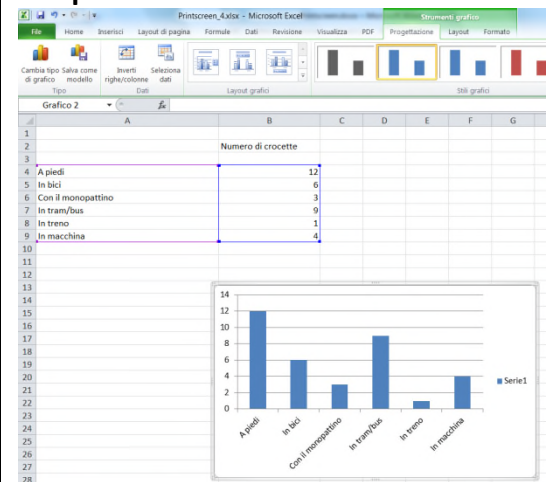 Printscreen_4.xlsx - Microsoft Excel
Strumenti grafico
File Home Inserisci Layout di pagina Formule Dati Revisione Visualizza PDF Progettazione Layout Formato
Cambia tipo di grafico
Salva come modello
Inverti righe/colonne
Seleziona dati
Tipo Dati Layout grafici Stili grafici
Grafico 2 fx
A B C D E F G
1
2 Numero di crocette
3
4 A piedi 12
5 In bici 6
6 Con il monopattino 3
7 In tram/bus 9
8 In treno 1
9 In macchina 4
10
11
12
13
14
15
16
17
18
19
20
21
22
23
24
25
26
27
28
14
12
10
8
6
4
2
0
A piedi In bici Con il monopattino In tram/bus In treno In macchina
Serie1